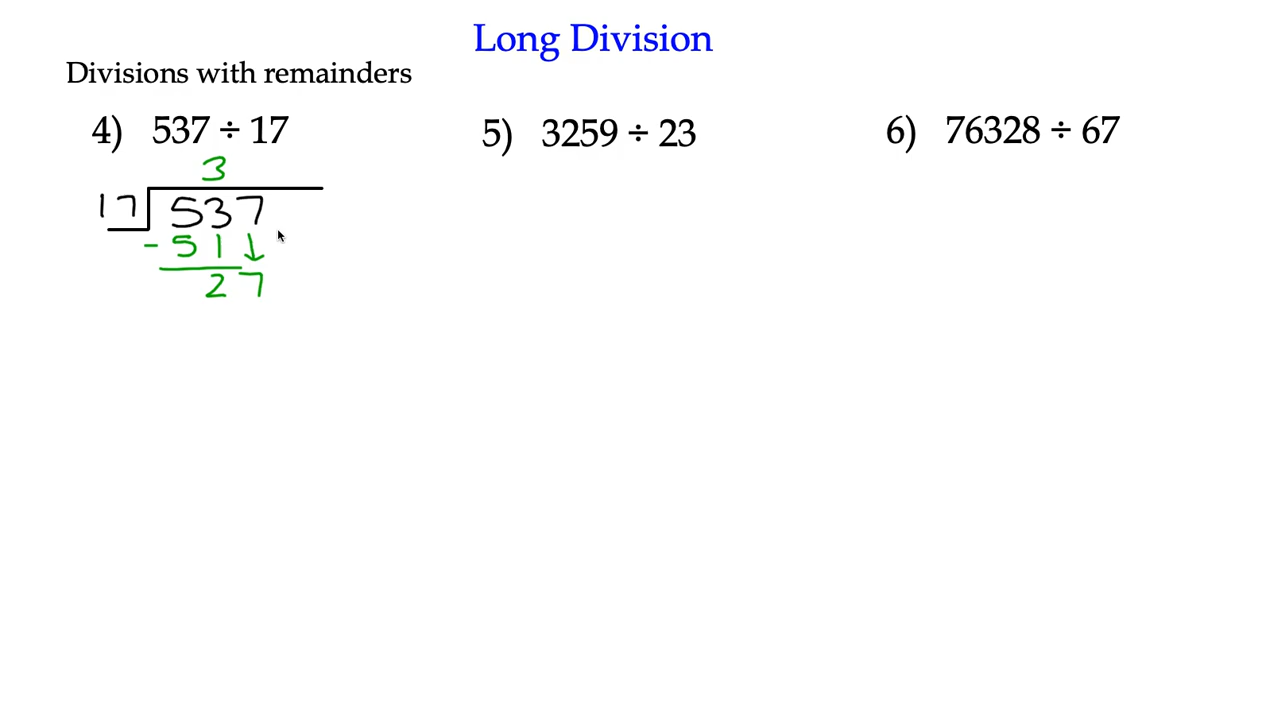 Long Division
Divisions with remainders
4) 537 ÷ 17
3
17 537
- 51↓
27
5) 3259 ÷ 23
6) 76328 ÷ 67